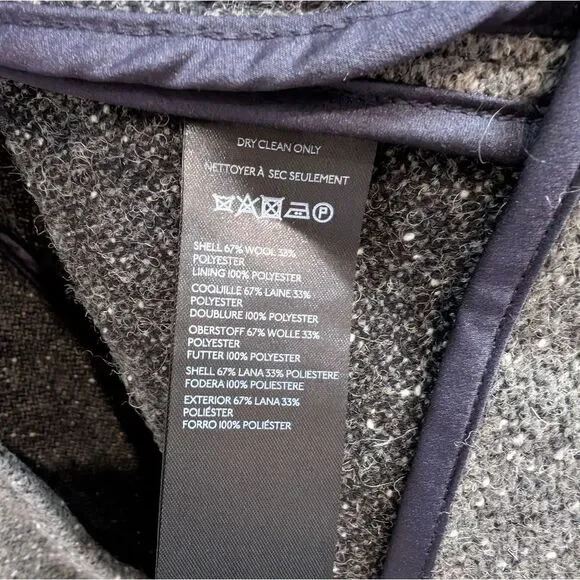 DRY CLEAN ONLY
NETTOYER À SEC SEULEMENT
P
SHELL 67% WOOL 33%
POLYESTER
LINING 100% POLYESTER
COQUILLE 67% LAINE 33%
POLYESTER
DOUBLURE 100% POLYESTER
OBERSTOFF 67% WOLLE 33%
POLYESTER
FUTTER 100% POLYESTER
SHELL 67% LANA 33% POLIESTERE
FODERA 100% POLIESTERE
EXTERIOR 67% LANA 33%
POLIÉSTER
FORRO 100% POLIÉSTER